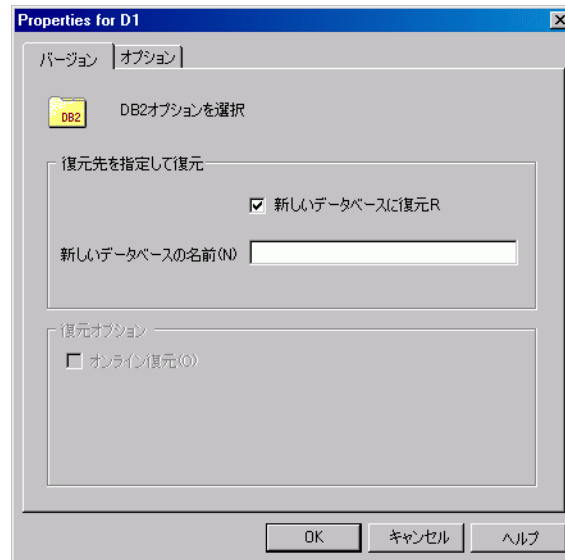 Properties for D1
バージョン オプション
DB2 DB2オプションを選択
復元先を指定して復元
新しいデータベースに復元R
新しいデータベースの名前(N)
復元オプション
オンライン復元(O)
OK キャンセル ヘルプ